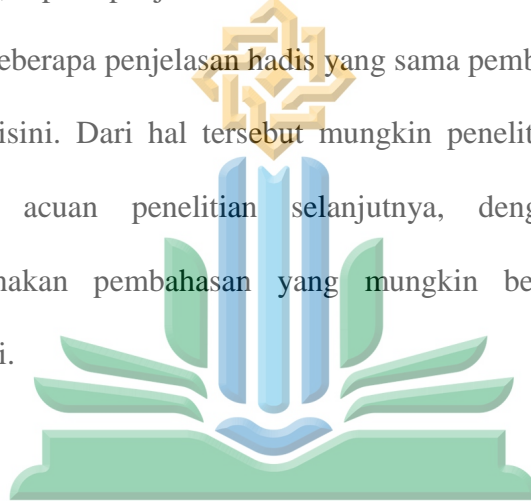 eberapa penjelasan hadis yang sama pemb
isini. Dari hal tersebut mungkin penelit
acuan penelitian selanjutnya, deng
nakan pembahasan yang mungkin be
i.